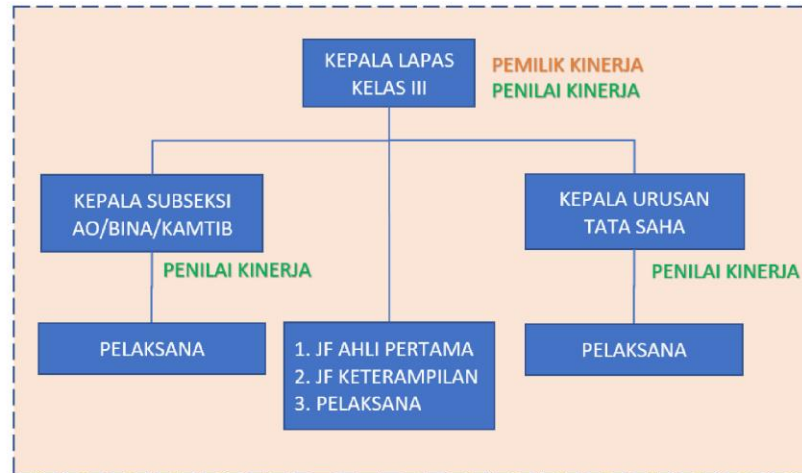 KEPALA LAPAS
KELAS III
PEMILIK KINERJA
PENILAI KINERJA
KEPALA SUBSEKSI
AO/BINA/KAMTIB
KEPALA URUSAN
TATA SAHA
PENILAI KINERJA
PENILAI KINERJA
PELAKSANA
1. JF AHLI PERTAMA
2. JF KETERAMPILAN
3. PELAKSANA
PELAKSANA